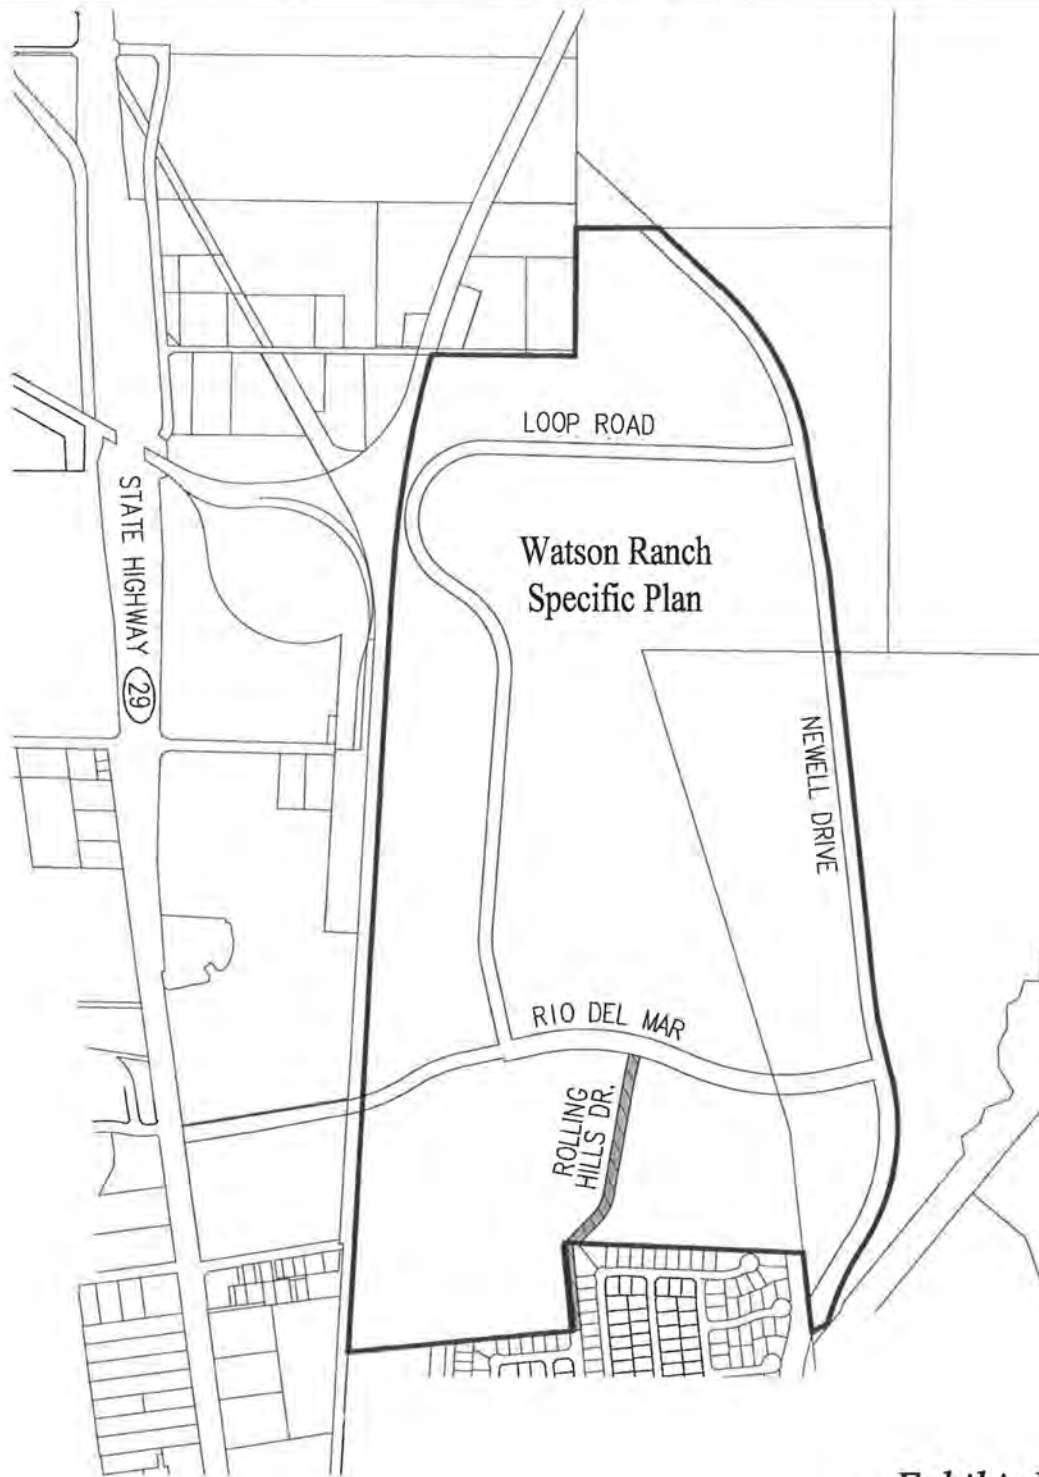 LOOP ROAD
Watson Ranch
Specific Plan
STATE HIGHWAY 29
NEWELL DRIVE
RIO DEL MAR
ROLLING
HILLS DR.